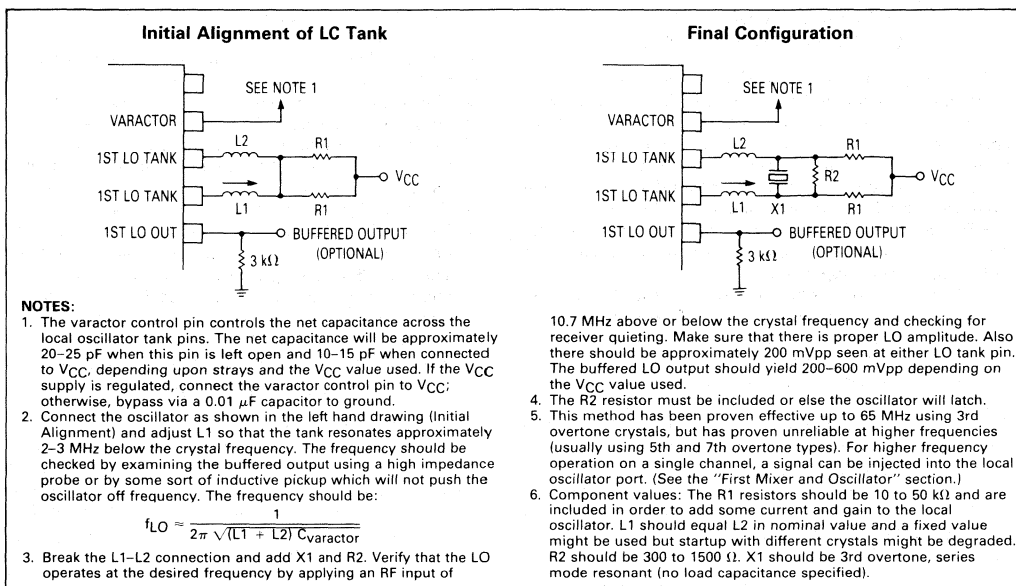 Initial Alignment of LC Tank
SEE NOTE 1
VARACTOR
L2
R1
1ST LO TANK
VCC
1ST LO TANK
L1
R1
1ST LO OUT
BUFFERED OUTPUT
(OPTIONAL)
3 kΩ
Final Configuration
SEE NOTE 1
VARACTOR
L2
R1
1ST LO TANK
R2
VCC
1ST LO TANK
L1
X1
R1
1ST LO OUT
BUFFERED OUTPUT
(OPTIONAL)
3 kΩ
NOTES:
1. The varactor control pin controls the net capacitance across the
local oscillator tank pins. The net capacitance will be approximately
20–25 pF when this pin is left open and 10–15 pF when connected
to VCC, depending upon strays and the VCC value used. If the VCC
supply is regulated, connect the varactor control pin to VCC;
otherwise, bypass via a 0.01 μF capacitor to ground.
2. Connect the oscillator as shown in the left hand drawing (Initial
Alignment) and adjust L1 so that the tank resonates approximately
2–3 MHz below the crystal frequency. The frequency should be
checked by examining the buffered output using a high impedance
probe or by some sort of inductive pickup which will not push the
oscillator off frequency. The frequency should be:
fLO ≈ 1 / 2π √(L1 + L2) Cvaractor
3. Break the L1–L2 connection and add X1 and R2. Verify that the LO
operates at the desired frequency by applying an RF input of
10.7 MHz above or below the crystal frequency and checking for
receiver quieting. Make sure that there is proper LO amplitude. Also
there should be approximately 200 mVpp seen at either LO tank pin.
The buffered LO output should yield 200–600 mVpp depending on
the VCC value used.
4. The R2 resistor must be included or else the oscillator will latch.
5. This method has been proven effective up to 65 MHz using 3rd
overtone crystals, but has proven unreliable at higher frequencies
(usually using 5th and 7th overtone types). For higher frequency
operation on a single channel, a signal can be injected into the local
oscillator port. (See the "First Mixer and Oscillator" section.)
6. Component values: The R1 resistors should be 10 to 50 kΩ and are
included in order to add some current and gain to the local
oscillator. L1 should equal L2 in nominal value and a fixed value
might be used but startup with different crystals might be degraded.
R2 should be 300 to 1500 Ω. X1 should be 3rd overtone, series
mode resonant (no load capacitance specified).